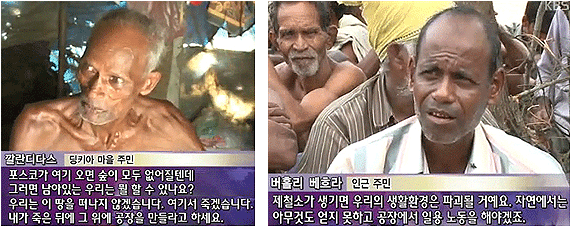 깔란디다스 딩키아 마을 주민
포스코가 여기 오면 숲이 모두 없어질텐데
그러면 남아있는 우리는 뭘 할 수 있나요?
우리는 이 땅을 떠나지 않겠습니다. 여기서 죽겠습니다.
내가 죽은 뒤에 그 위에 공장을 만들라고 하세요.
KBS
버홀리 베흐라 인근 주민
제철소가 생기면 우리의 생활환경은 파괴될 거예요. 자연에서는
아무것도 얻지 못하고 공장에서 일용 노동을 해야겠죠.